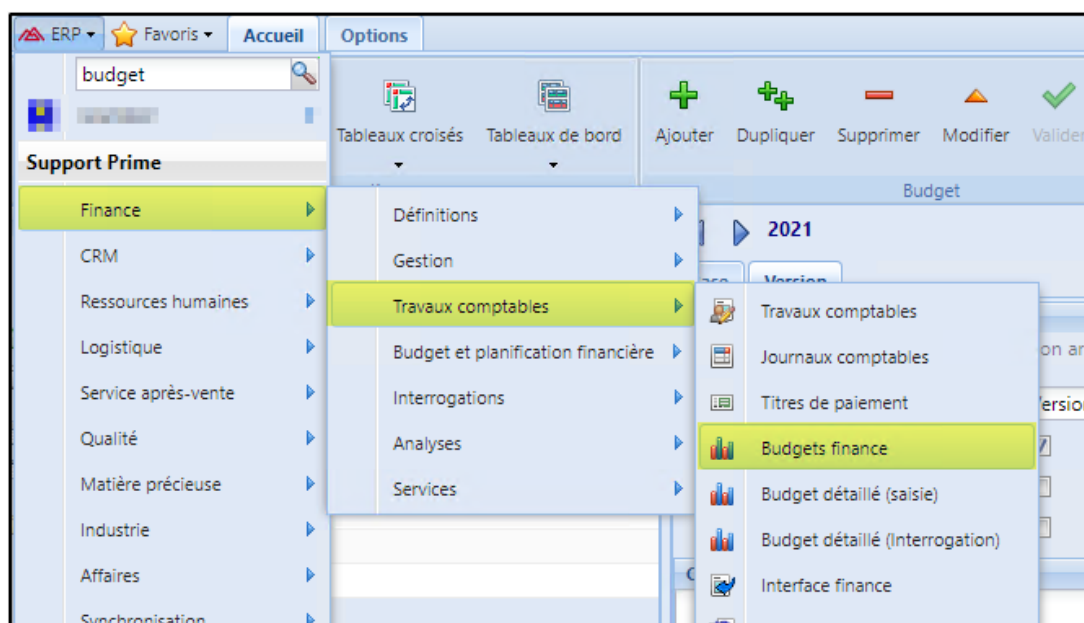 ERP Favoris Accueil Options
budget
Tableaux croisés Tableaux de bord Ajouter Dupliquer Supprimer Modifier Valider
Support Prime
Budget
Finance
CRM
Ressources humaines
Logistique
Service après-vente
Qualité
Matière précieuse
Industrie
Affaires
Synchronisation
Définitions
Gestion
Travaux comptables
Budget et planification financière
Interrogations
Analyses
Services
2021
Version
Travaux comptables
Journaux comptables
Titres de paiement
Budgets finance
Budget détaillé (saisie)
Budget détaillé (Interrogation)
Interface finance